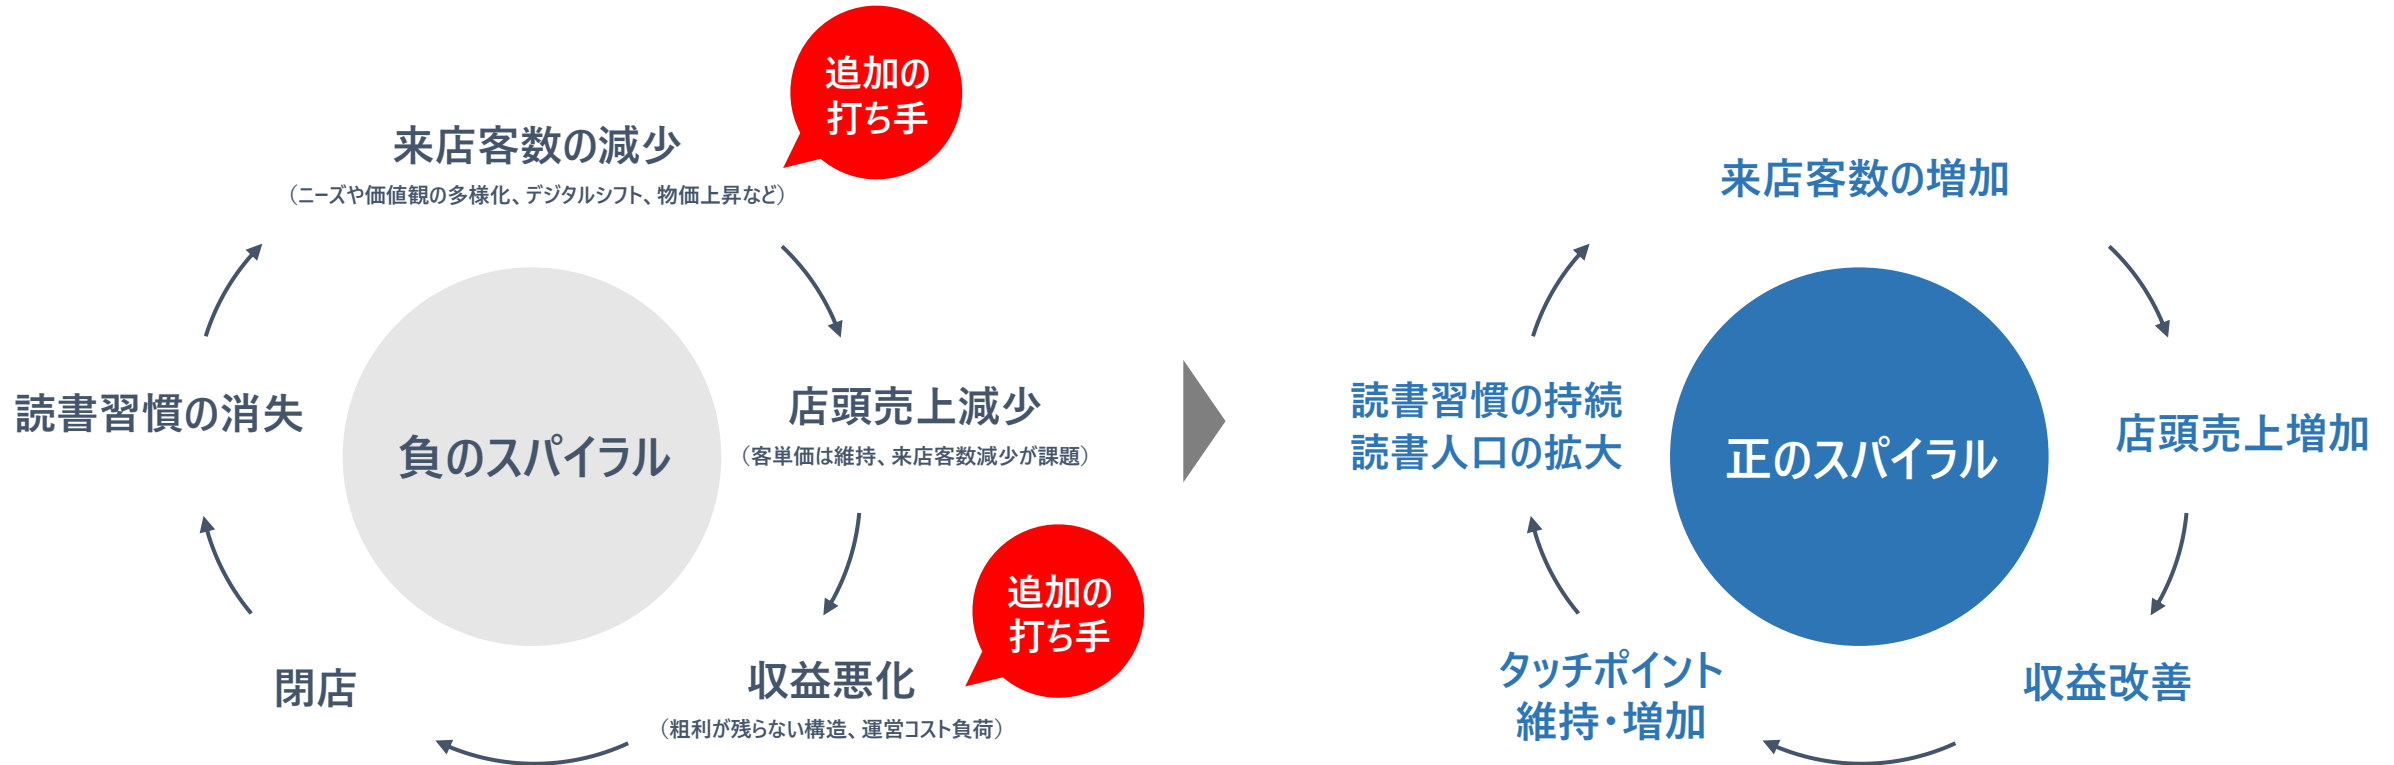 追加の
打ち手
来店客数の減少
（ニーズや価値観の多様化、デジタルシフト、物価上昇など）
店頭売上減少
（客単価は維持、来店客数減少が課題）
追加の
打ち手
収益悪化
（粗利が残らない構造、運営コスト負荷）
閉店
読書習慣の消失
負のスパイラル
来店客数の増加
店頭売上増加
収益改善
タッチポイント
維持・増加
読書習慣の持続
読書人口の拡大
正のスパイラル